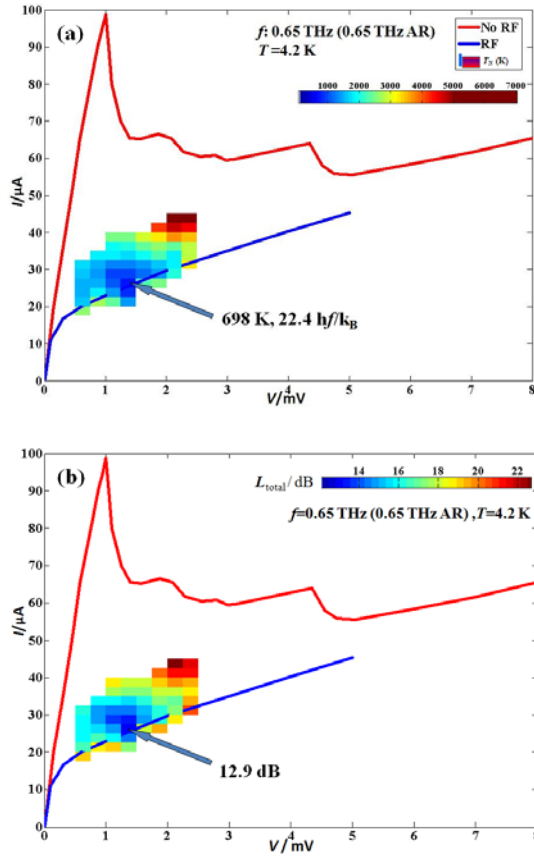 (a)
f: 0.65 THz (0.65 THz AR)
T=4.2 K
No RF
RF
T_N (K)
1000 2000 3000 4000 5000 6000 7000
100
90
80
70
60
50
40
30
20
10
0
I/μA
698 K, 22.4 hf/k_B
0 1 2 3 4 5 6 7 8
V/mV
(b)
L_total / dB
14 16 18 20 22
f=0.65 THz (0.65 THz AR) ,T=4.2 K
100
90
80
70
60
50
40
30
20
10
0
I/μA
12.9 dB
0 1 2 3 4 5 6 7 8
V/mV